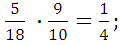 5/18 · 9/10 = 1/4;